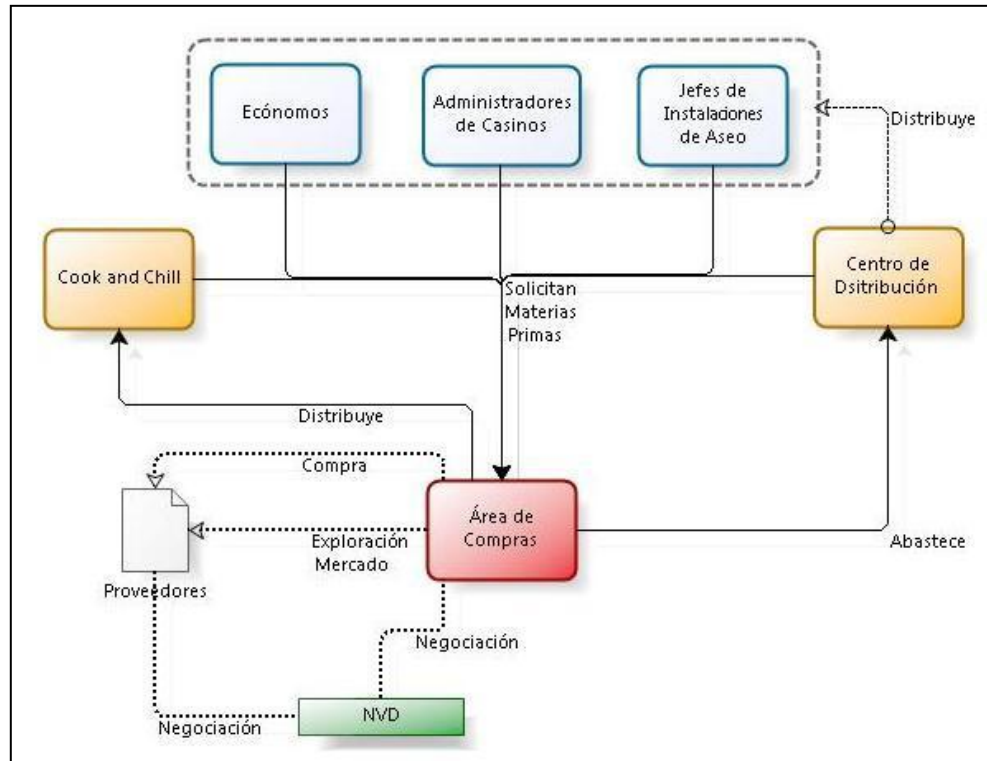 Ecónomos
Administradores
de Casinos
Jefes de
Instalaciones
de Aseo
Distribuye
Cook and Chill
Solicitan
Materias
Primas
Centro de
Dsitribución
Distribuye
Compra
Área de
Compras
Exploración
Mercado
Abastece
Proveedores
Negociación
NVD
Negociación